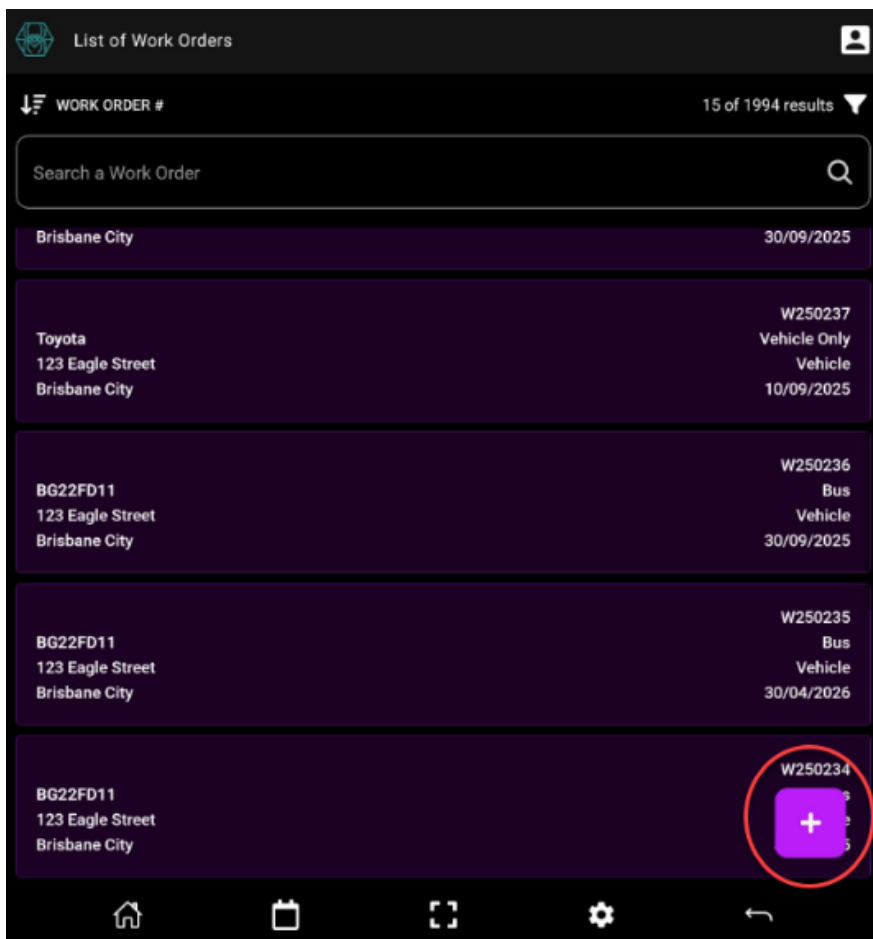 List of Work Orders
WORK ORDER #
15 of 1994 results
Search a Work Order
Brisbane City
30/09/2025
W250237
Toyota
Vehicle Only
123 Eagle Street
Vehicle
Brisbane City
10/09/2025
W250236
BG22FD11
Bus
123 Eagle Street
Vehicle
Brisbane City
30/09/2025
W250235
BG22FD11
Bus
123 Eagle Street
Vehicle
Brisbane City
30/04/2026
W250234
BG22FD11
123 Eagle Street
Brisbane City